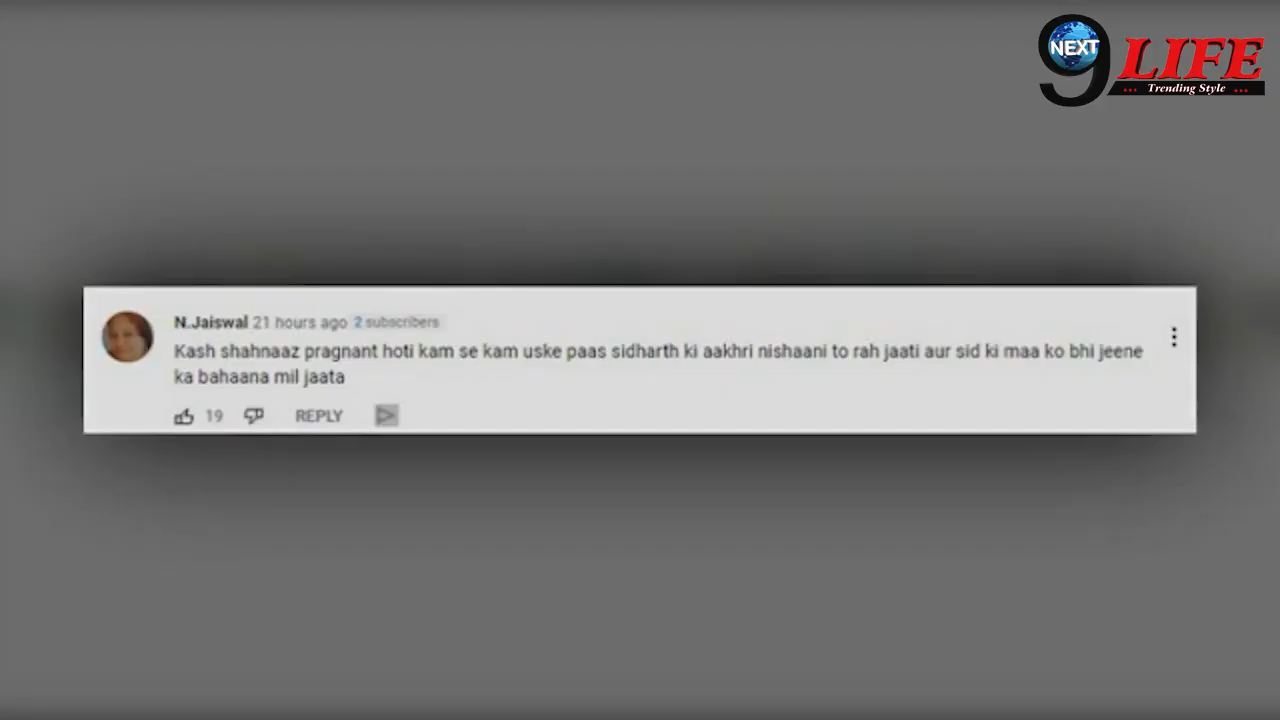 9 NEXT LIFE
... Trending Style ...
N.Jaiswal 21 hours ago 2 subscribers
Kash shahnaaz pragnant hoti kam se kam uske paas sidharth ki aakhri nishaani to rah jaati aur sid ki maa ko bhi jeene
ka bahaana mil jaata
19 REPLY